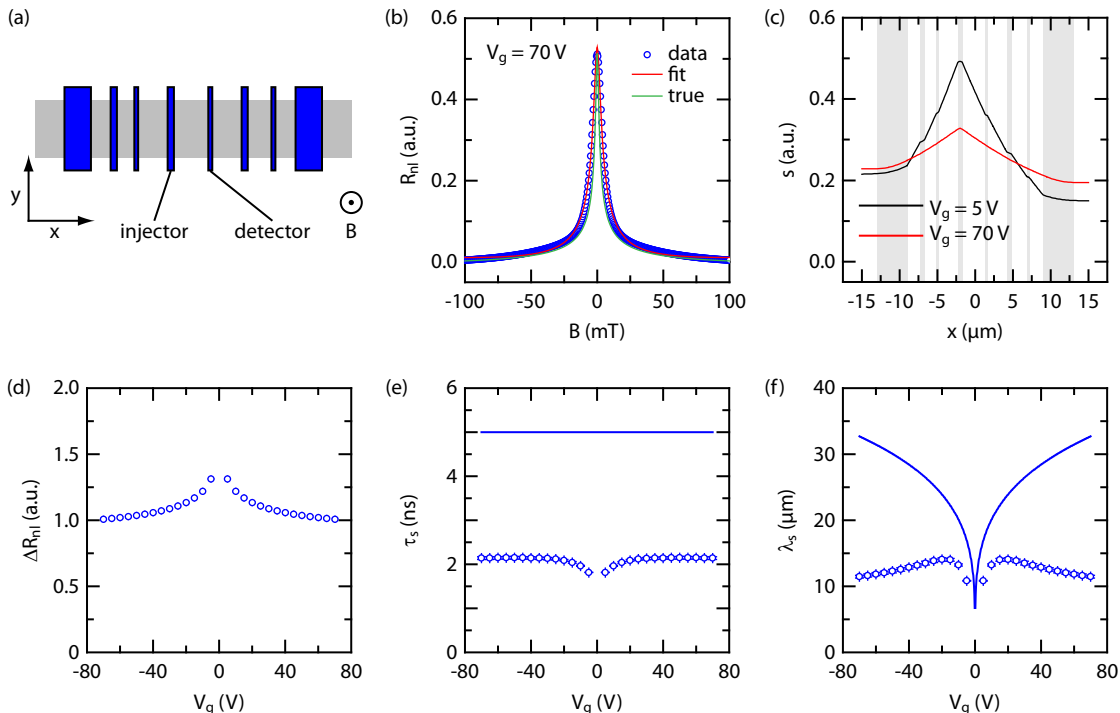 (a)
y
x
injector
detector
B
(b)
V_g = 70 V
data
fit
true
0.6
0.4
0.2
0.0
R_nl (a.u.)
-100 -50 0 50 100
B (mT)
(c)
0.6
0.4
0.2
0.0
s (a.u.)
V_g = 5 V
V_g = 70 V
-15 -10 -5 0 5 10 15
x (μm)
(d)
2.0
1.5
1.0
0.5
0
ΔR_nl (a.u.)
-80 -40 0 40 80
V_g (V)
(e)
6
4
2
0
τ_s (ns)
-80 -40 0 40 80
V_g (V)
(f)
40
30
20
10
0
λ_s (μm)
-80 -40 0 40 80
V_g (V)